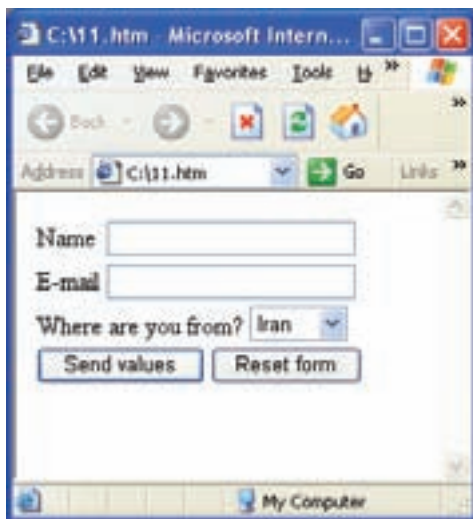 C:\11.htm - Microsoft Intern...
File Edit View Favorites Tools H »
Back »
Address C:\11.htm Go Links »
Name
E-mail
Where are you from? Iran
Send values Reset form
My Computer